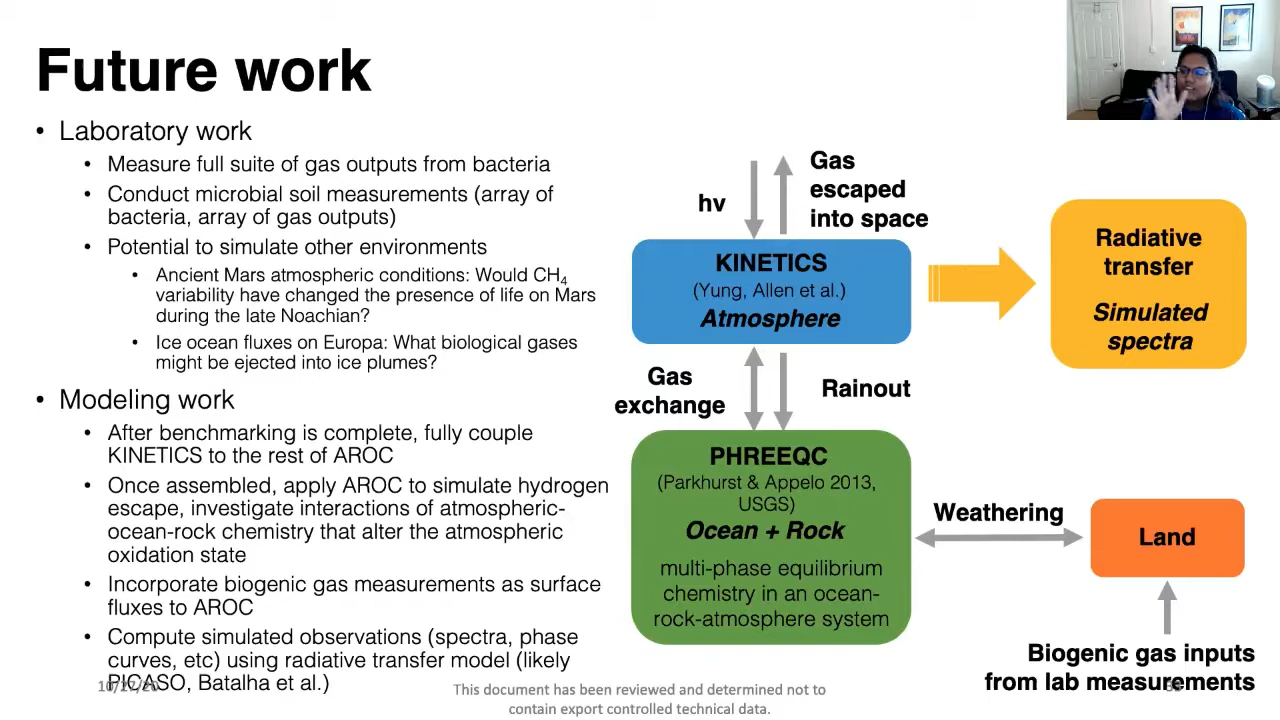 Future work
• Laboratory work
• Measure full suite of gas outputs from bacteria
• Conduct microbial soil measurements (array of
bacteria, array of gas outputs)
• Potential to simulate other environments
• Ancient Mars atmospheric conditions: Would CH₄
variability have changed the presence of life on Mars
during the late Noachian?
• Ice ocean fluxes on Europa: What biological gases
might be ejected into ice plumes?
• Modeling work
• After benchmarking is complete, fully couple
KINETICS to the rest of AROC
• Once assembled, apply AROC to simulate hydrogen
escape, investigate interactions of atmospheric-
ocean-rock chemistry that alter the atmospheric
oxidation state
• Incorporate biogenic gas measurements as surface
fluxes to AROC
• Compute simulated observations (spectra, phase
curves, etc) using radiative transfer model (likely
PICASO, Batalha et al.)
10/27/20
hv
Gas
escaped
into space
KINETICS
(Yung, Allen et al.)
Atmosphere
Radiative
transfer
Simulated
spectra
Gas
exchange
Rainout
PHREEQC
(Parkhurst & Appelo 2013,
USGS)
Ocean + Rock
multi-phase equilibrium
chemistry in an ocean-
rock-atmosphere system
Weathering
Land
Biogenic gas inputs
from lab measurements
This document has been reviewed and determined not to
contain export controlled technical data.